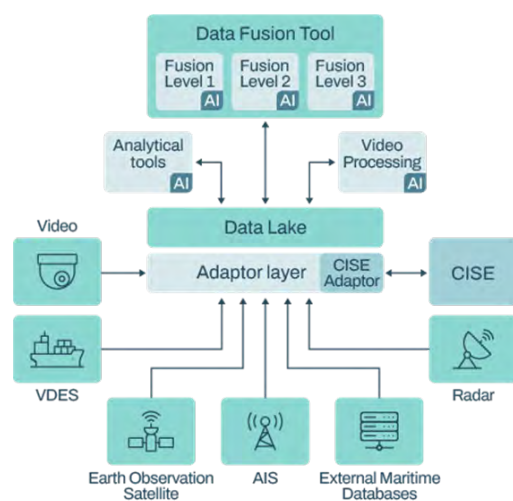 Data Fusion Tool
Fusion
Level 1
AI
Fusion
Level 2
AI
Fusion
Level 3
AI
Analytical
tools
AI
Video
Processing
AI
Data Lake
Video
Adaptor layer
CISE
Adaptor
CISE
VDES
Radar
Earth Observation
Satellite
AIS
External Maritime
Databases